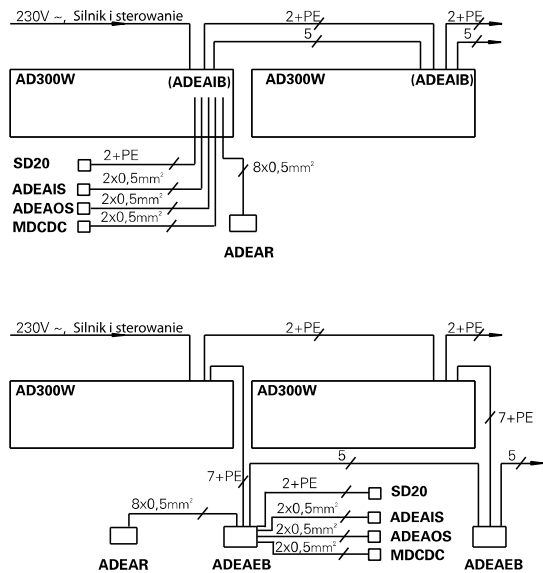 230V ~, Silnik i sterowanie
2+PE
2+PE
5
5
AD300W
(ADEAIB)
AD300W
(ADEAIB)
SD20
2+PE
8x0,5mm²
ADEAIS
2x0,5mm²
ADEAOS
2x0,5mm²
MDCDC
2x0,5mm²
ADEAR
230V ~, Silnik i sterowanie
2+PE
2+PE
AD300W
AD300W
7+PE
5
5
7+PE
2+PE
SD20
8x0,5mm²
2x0,5mm²
ADEAIS
2x0,5mm²
ADEAOS
2x0,5mm²
MDCDC
ADEAR
ADEAEB
ADEAEB